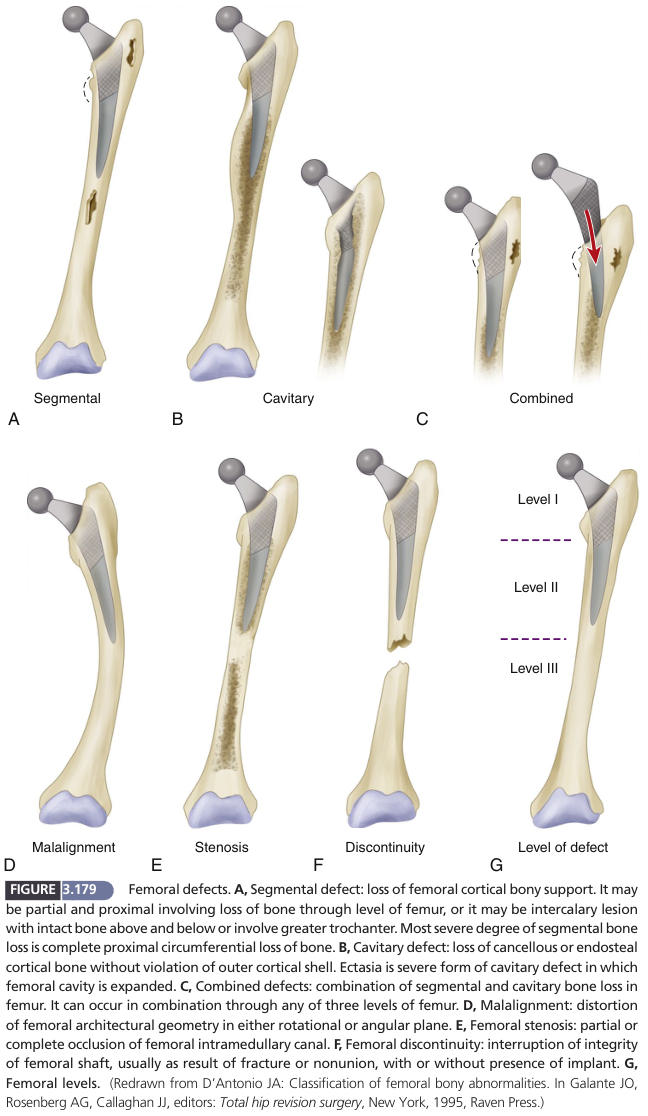 Segmental
Cavitary
Combined
A
B
C
Level I
Level II
Level III
Malalignment
Stenosis
Discontinuity
Level of defect
D
E
F
G
FIGURE 3.179 Femoral defects. A, Segmental defect: loss of femoral cortical bony support. It may
be partial and proximal involving loss of bone through level of femur, or it may be intercalary lesion
with intact bone above and below or involve greater trochanter. Most severe degree of segmental bone
loss is complete proximal circumferential loss of bone. B, Cavitary defect: loss of cancellous or endosteal
cortical bone without violation of outer cortical shell. Ectasia is severe form of cavitary defect in which
femoral cavity is expanded. C, Combined defects: combination of segmental and cavitary bone loss in
femur. It can occur in combination through any of three levels of femur. D, Malalignment: distortion
of femoral architectural geometry in either rotational or angular plane. E, Femoral stenosis: partial or
complete occlusion of femoral intramedullary canal. F, Femoral discontinuity: interruption of integrity
of femoral shaft, usually as result of fracture or nonunion, with or without presence of implant. G,
Femoral levels. (Redrawn from D'Antonio JA: Classification of femoral bony abnormalities. In Galante JO,
Rosenberg AG, Callaghan JJ, editors: Total hip revision surgery, New York, 1995, Raven Press.)